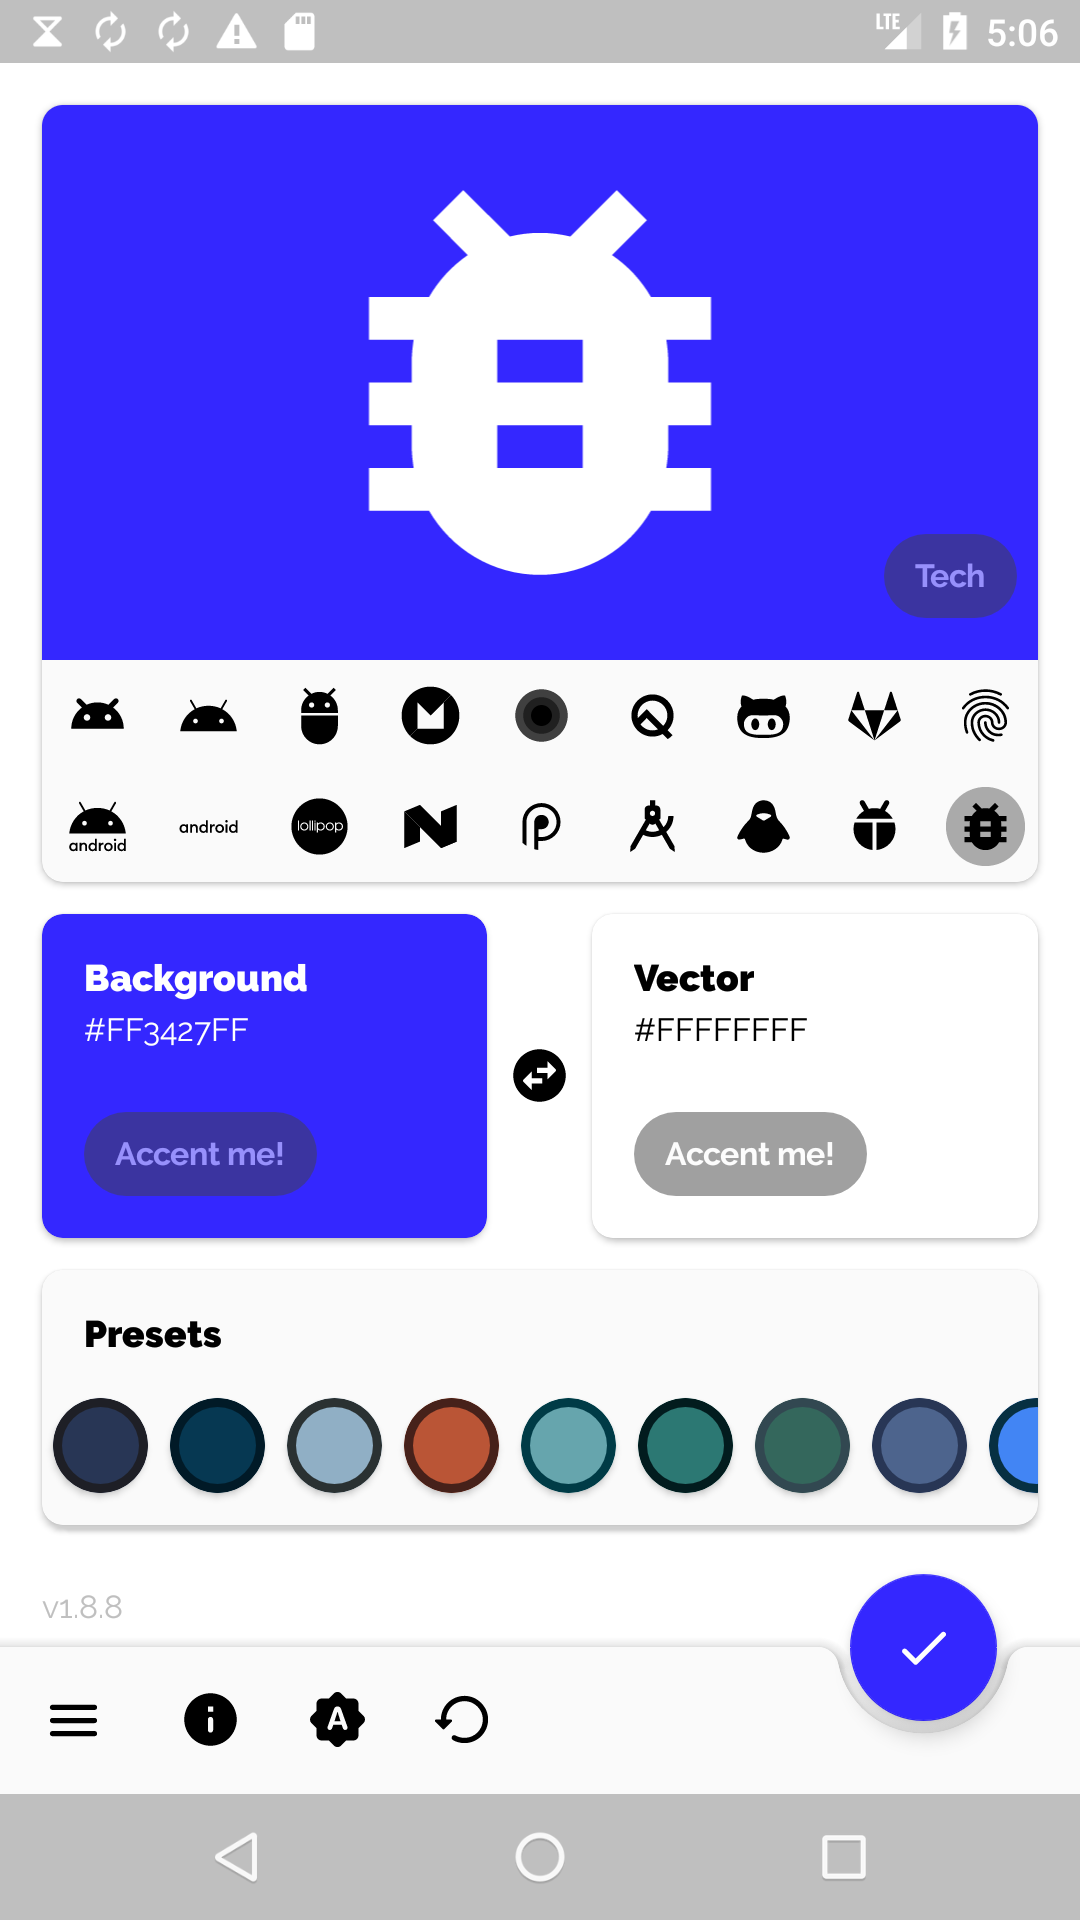 LTE 5:06
Tech
android
android
lollipop
Background
#FF3427FF
Accent me!
Vector
#FFFFFFFF
Accent me!
Presets
v1.8.8
A